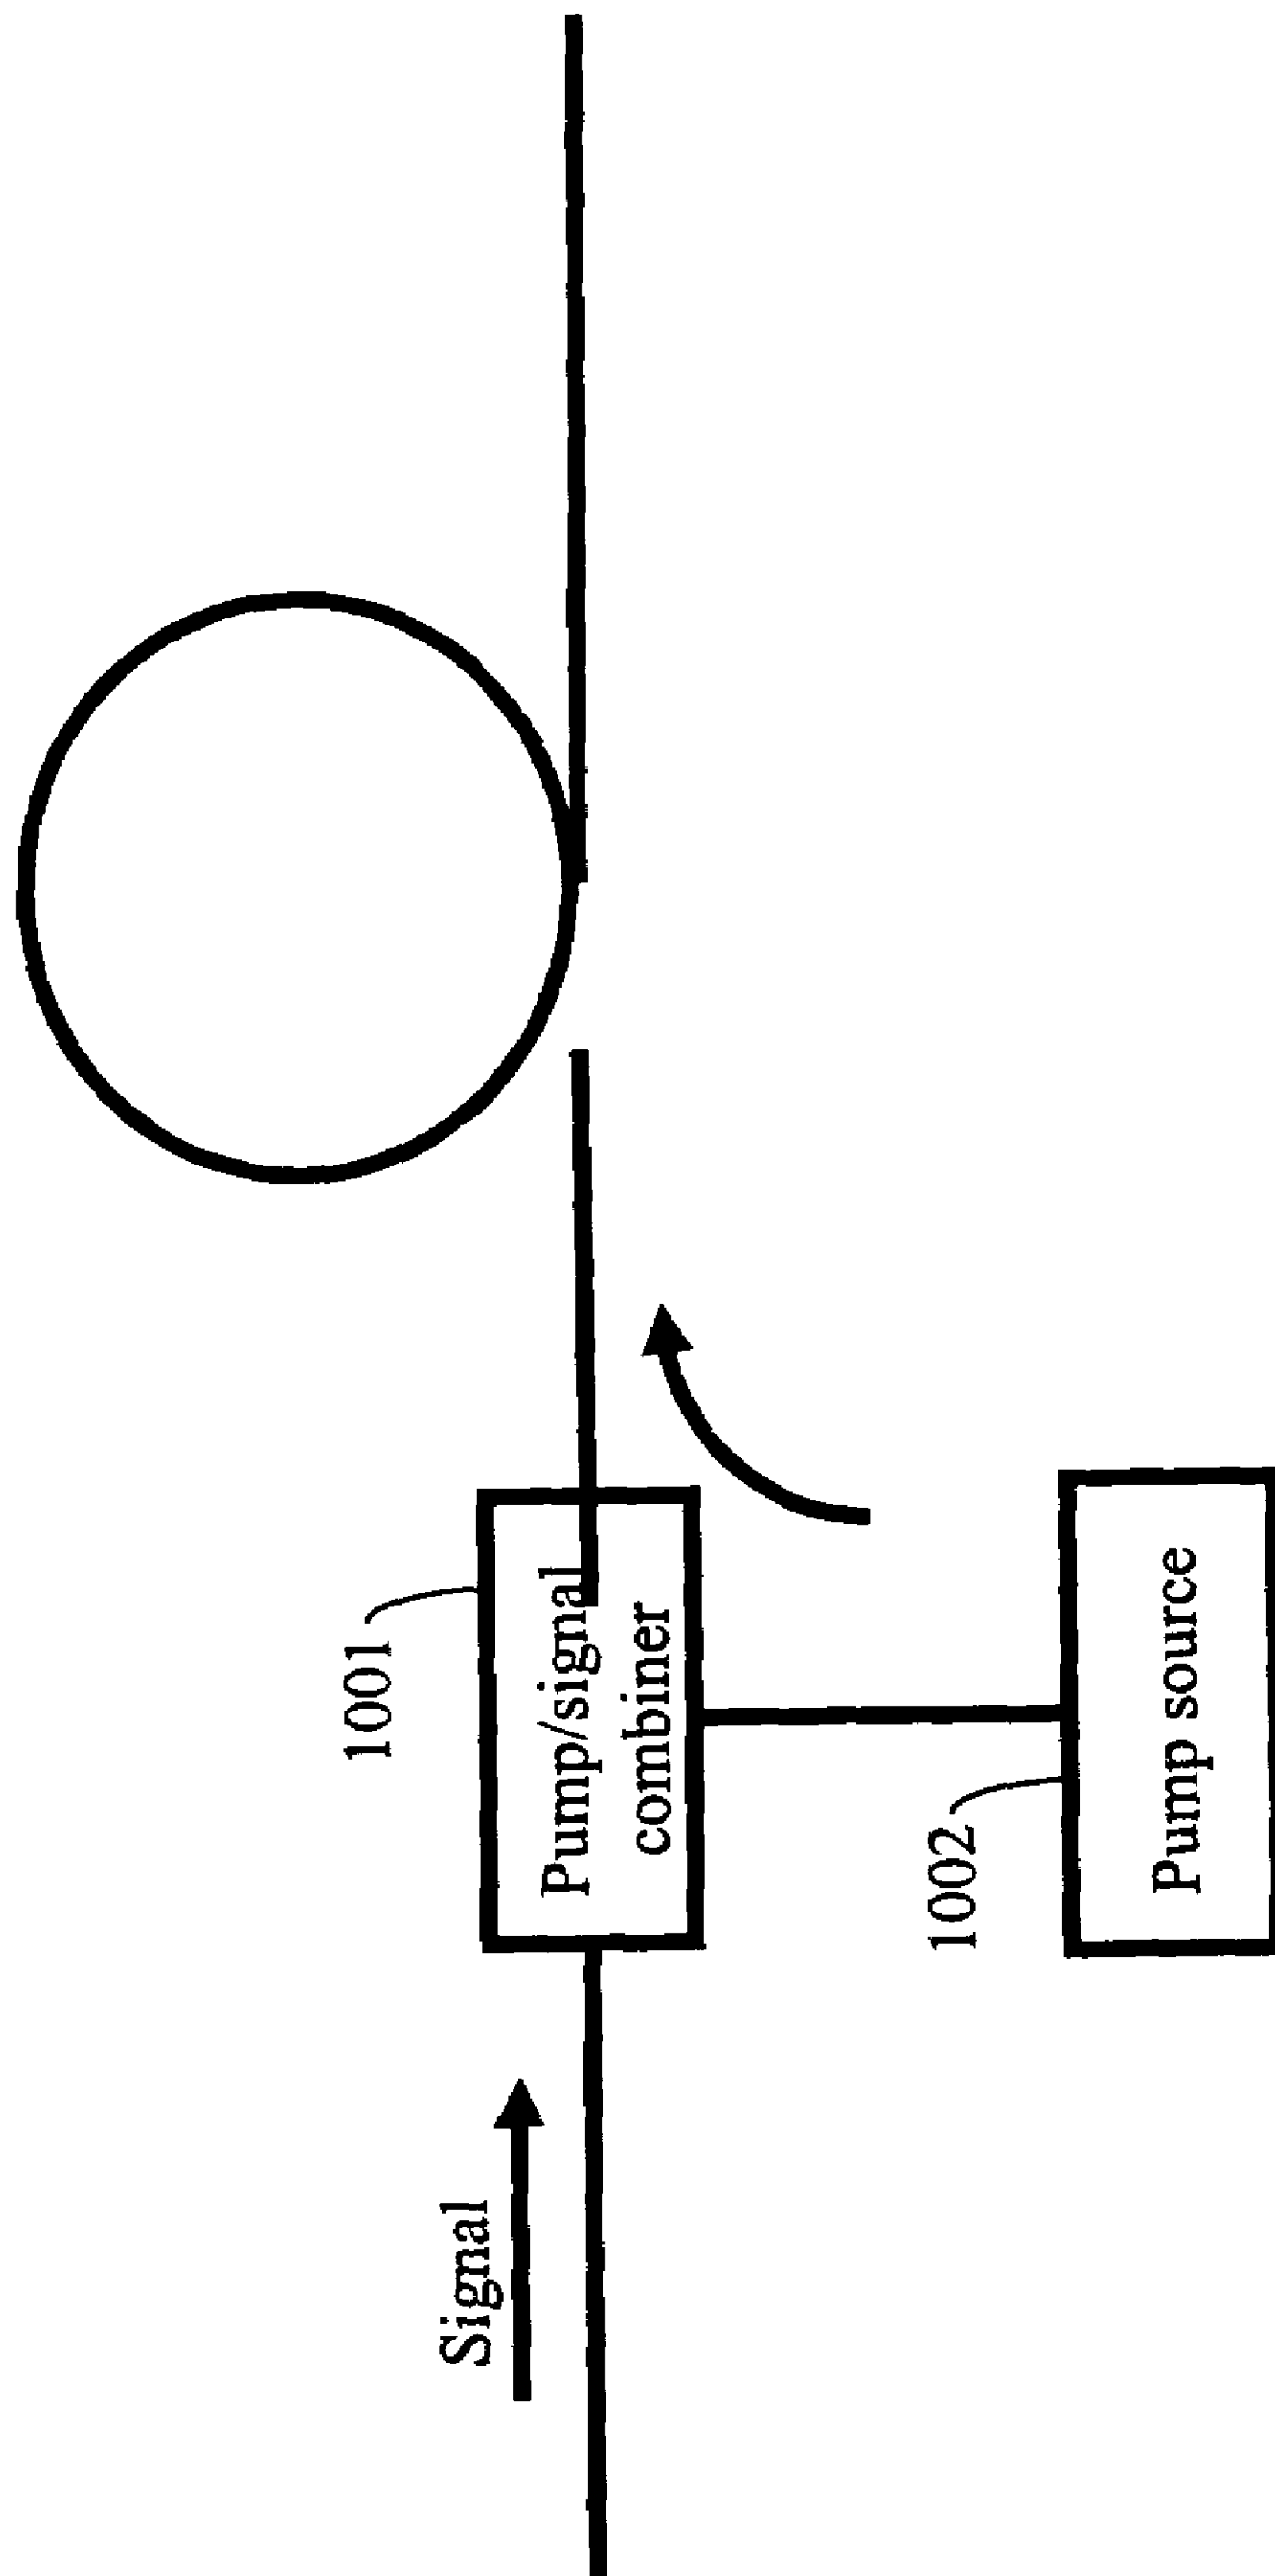 Signal
1001
Pump/signal
combiner
1002
Pump source